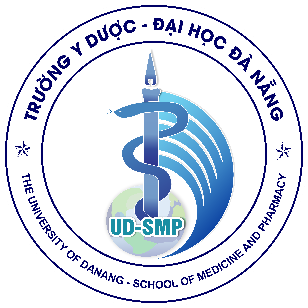 TRƯỜNG Y DƯỢC - ĐẠI HỌC ĐÀ NẴNG
UD-SMP
THE UNIVERSITY OF DANANG - SCHOOL OF MEDICINE AND PHARMACY